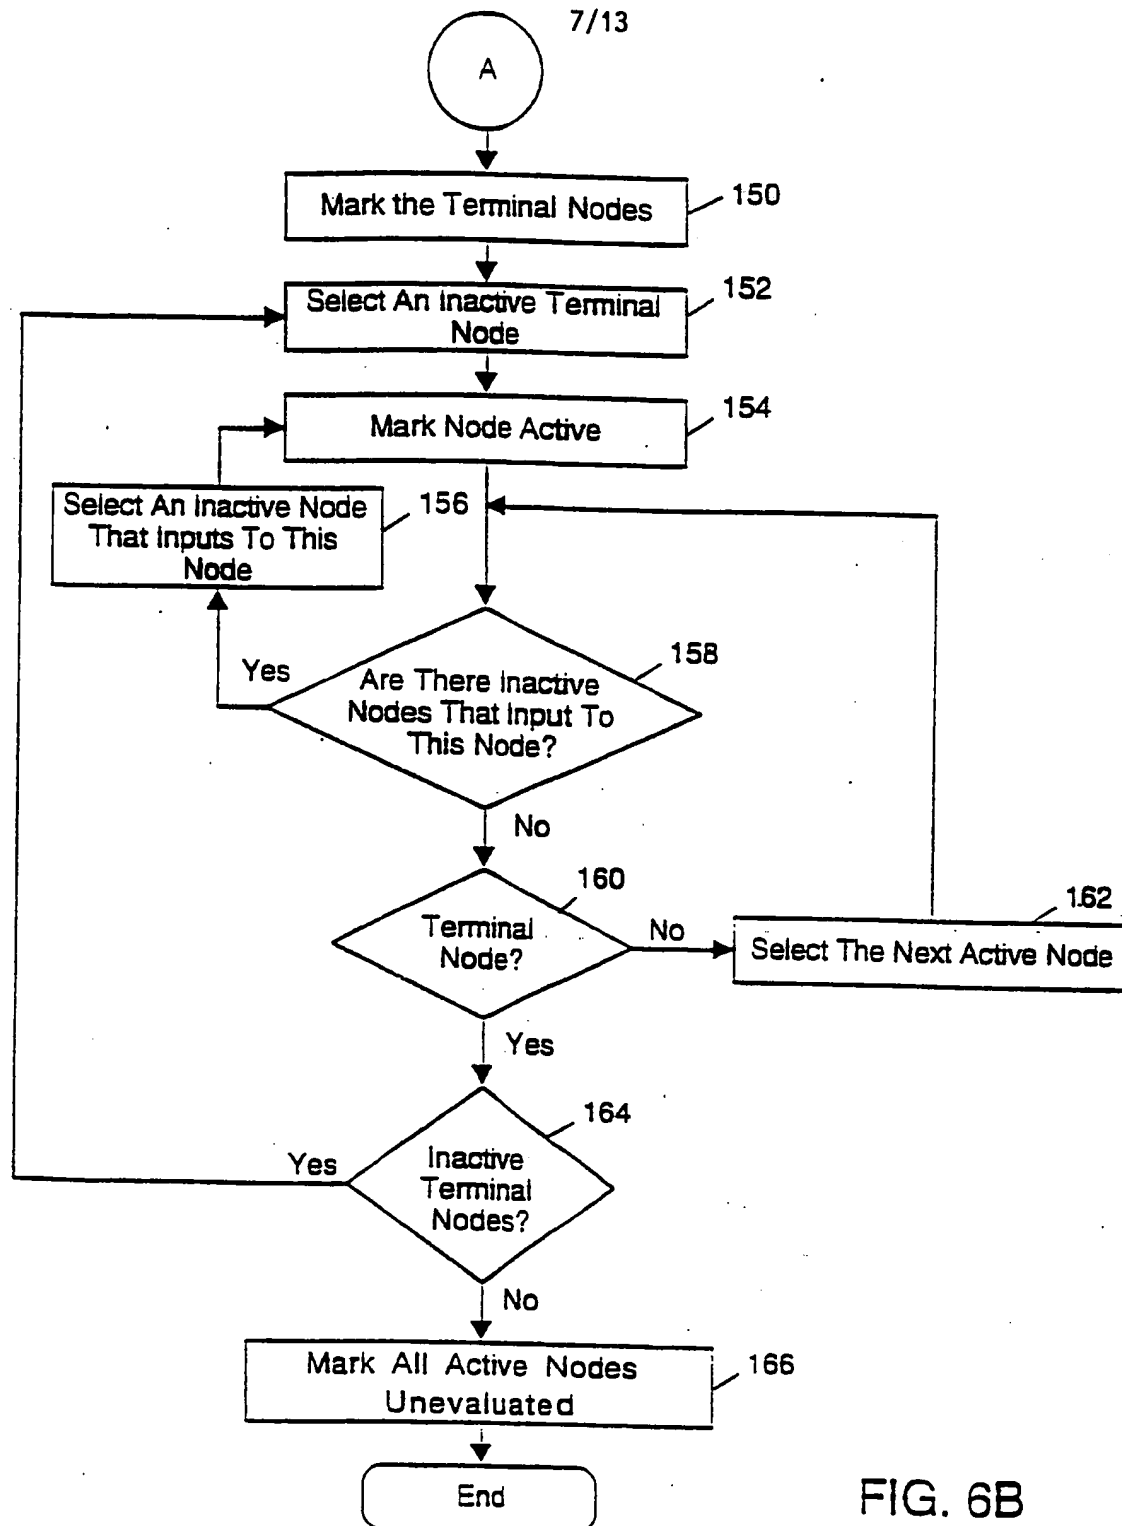 7/13
A
Mark the Terminal Nodes
150
Select An Inactive Terminal
Node
152
Mark Node Active
154
Select An Inactive Node
That Inputs To This
Node
156
Are There Inactive
Nodes That Input To
This Node?
158
Yes
No
Terminal
Node?
160
No
Select The Next Active Node
162
Yes
Inactive
Terminal
Nodes?
164
Yes
No
Mark All Active Nodes
Unevaluated
166
End
FIG. 6B